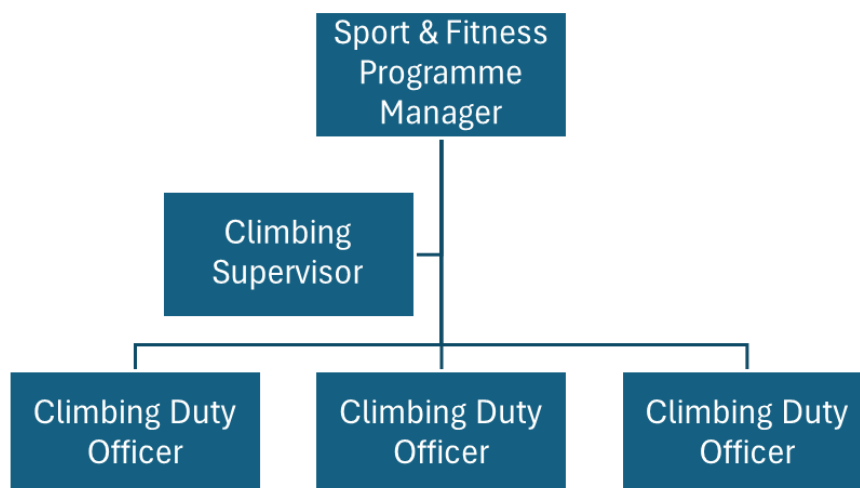 Sport & Fitness
Programme
Manager
Climbing
Supervisor
Climbing Duty
Officer
Climbing Duty
Officer
Climbing Duty
Officer